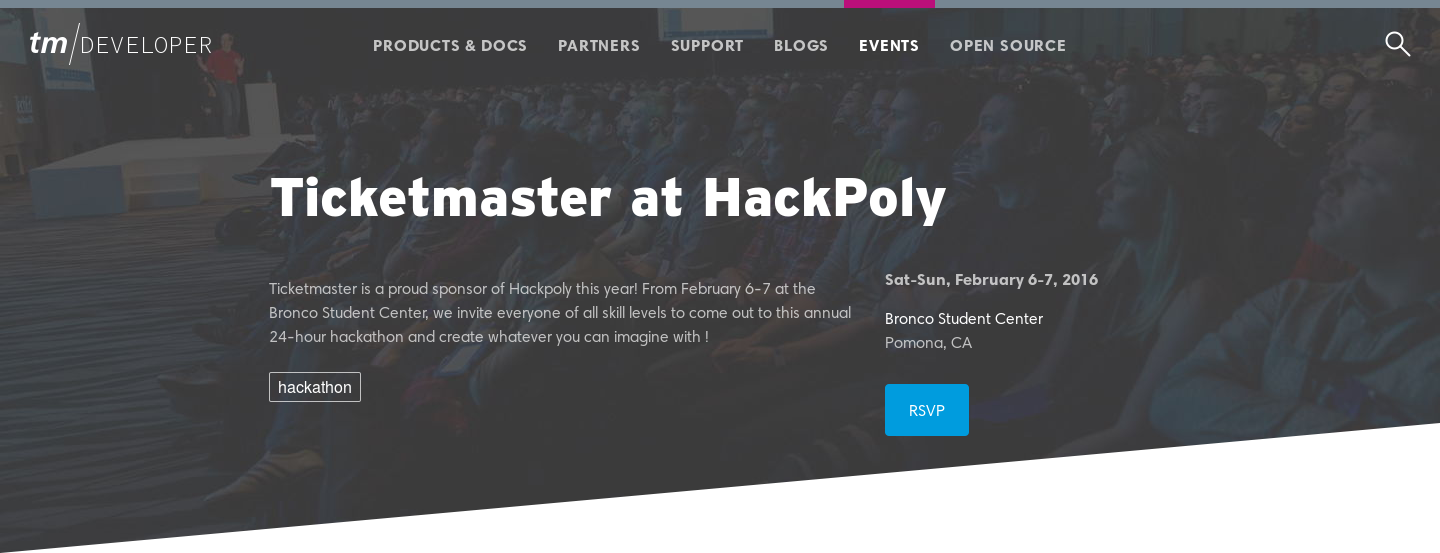 tm/DEVELOPER
PRODUCTS & DOCS PARTNERS SUPPORT BLOGS EVENTS OPEN SOURCE
Ticketmaster at HackPoly
Ticketmaster is a proud sponsor of Hackpoly this year! From February 6-7 at the
Bronco Student Center, we invite everyone of all skill levels to come out to this annual
24-hour hackathon and create whatever you can imagine with !
hackathon
Sat-Sun, February 6-7, 2016
Bronco Student Center
Pomona, CA
RSVP